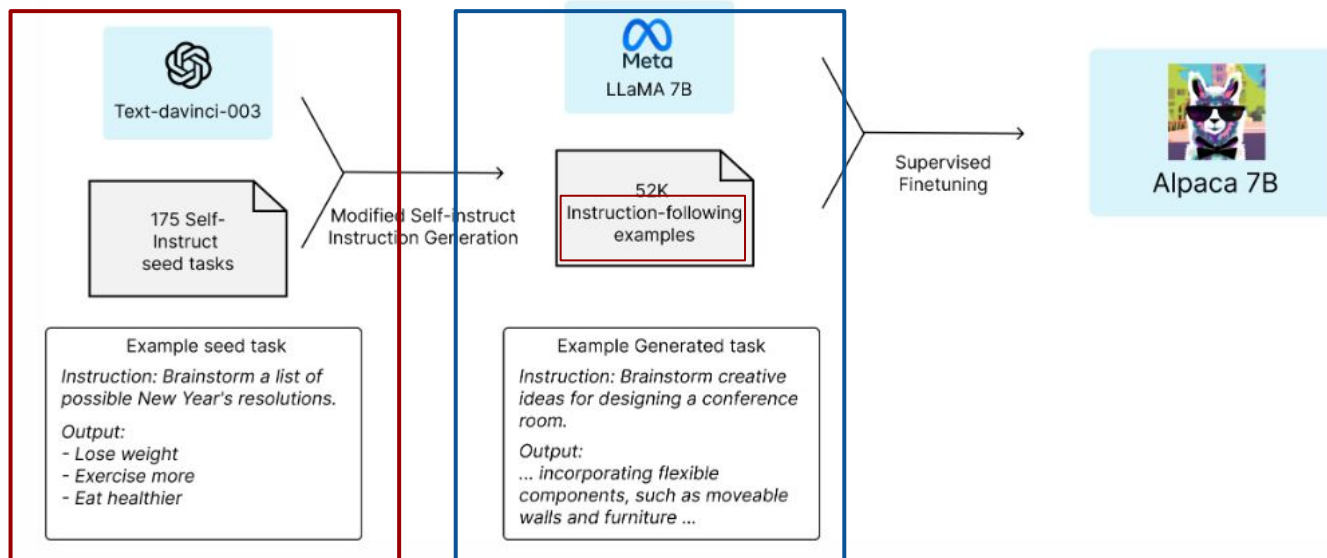 Text-davinci-003
175 Self-
Instruct
seed tasks
Modified Self-instruct
Instruction Generation
Example seed task
Instruction: Brainstorm a list of
possible New Year's resolutions.
Output:
- Lose weight
- Exercise more
- Eat healthier
Meta
LLaMA 7B
52K
Instruction-following
examples
Example Generated task
Instruction: Brainstorm creative
ideas for designing a conference
room.
Output:
... incorporating flexible
components, such as moveable
walls and furniture ...
Supervised
Finetuning
Alpaca 7B